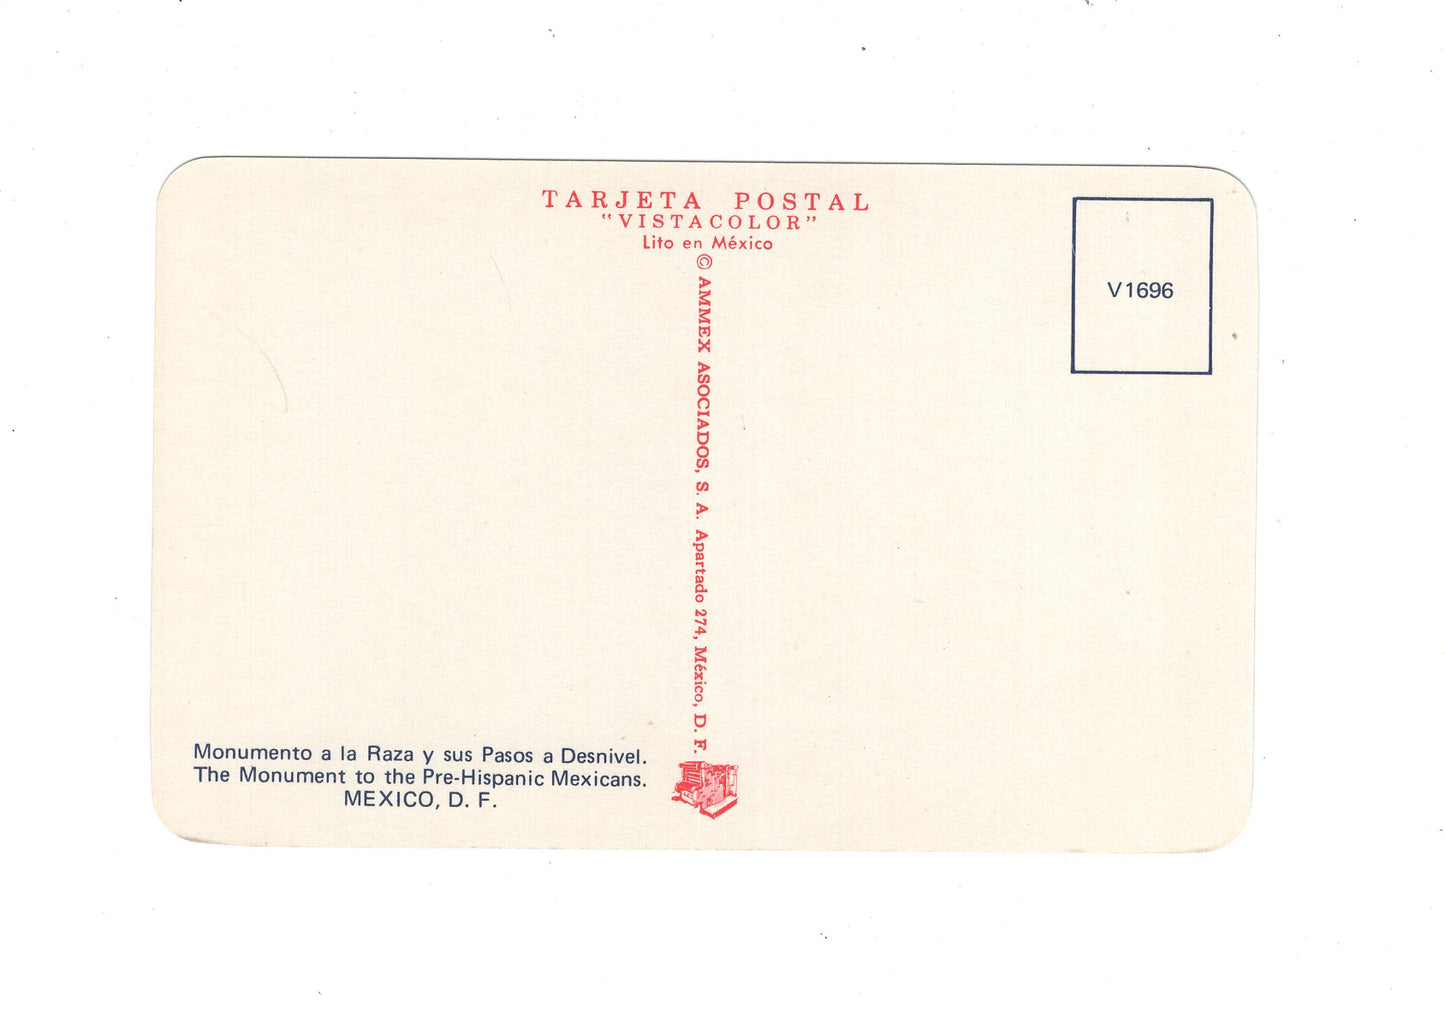 TARJETA POSTAL
"VISTACOLOR"
Lito en México
© AMMEX ASOCIADOS, S. A. Apartado 274, México, D. F.
V1696
Monumento a la Raza y sus Pasos a Desnivel.
The Monument to the Pre-Hispanic Mexicans.
MEXICO, D. F.